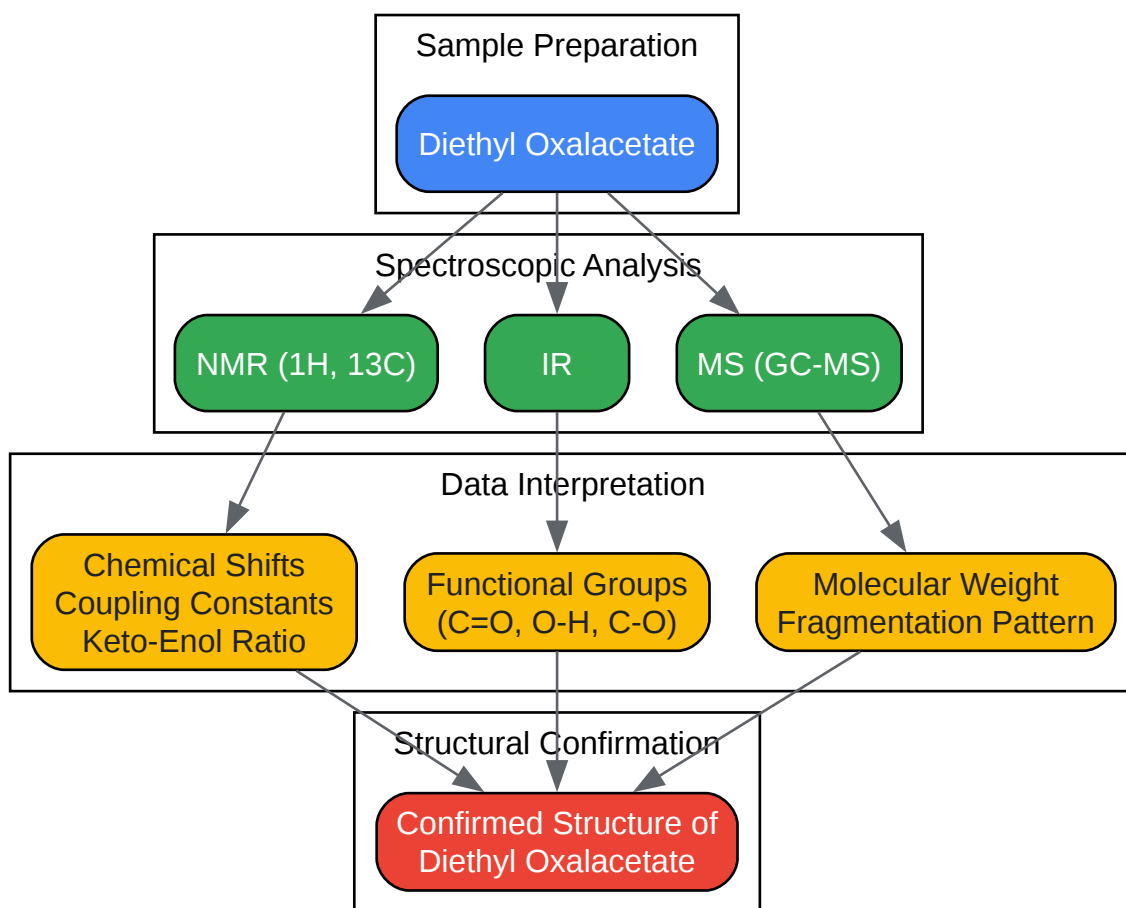 Sample Preparation
Diethyl Oxalacetate
Spectroscopic Analysis
NMR (1H, 13C)
IR
MS (GC-MS)
Data Interpretation
Chemical Shifts
Coupling Constants
Keto-Enol Ratio
Functional Groups
(C=O, O-H, C-O)
Molecular Weight
Fragmentation Pattern
Structural Confirmation
Confirmed Structure of
Diethyl Oxalacetate